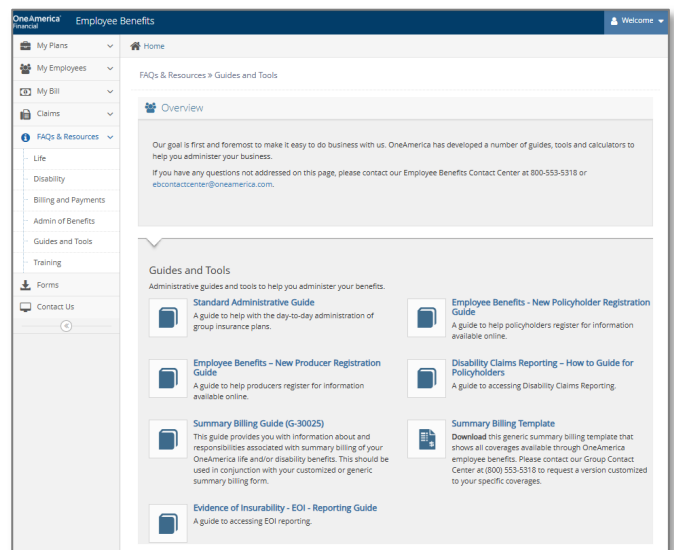 OneAmerica
Financial
Employee Benefits
Welcome
My Plans
My Employees
My Bill
Claims
FAQs & Resources
Life
Disability
Billing and Payments
Admin of Benefits
Guides and Tools
Training
Forms
Contact Us
Home
FAQs & Resources » Guides and Tools
Overview
Our goal is first and foremost to make it easy to do business with us. OneAmerica has developed a number of guides, tools and calculators to
help you administer your business.
If you have any questions not addressed on this page, please contact our Employee Benefits Contact Center at 800-553-5318 or
ebcontactcenter@oneamerica.com.
Guides and Tools
Administrative guides and tools to help you administer your benefits.
Standard Administrative Guide
A guide to help with the day-to-day administration of
group insurance plans.
Employee Benefits - New Policyholder Registration
Guide
A guide to help policyholders register for information
available online.
Employee Benefits – New Producer Registration
Guide
A guide to help producers register for information
available online.
Disability Claims Reporting – How to Guide for
Policyholders
A guide to accessing Disability Claims Reporting.
Summary Billing Guide (G-30025)
This guide provides you with information about and
responsibilities associated with summary billing of your
OneAmerica life and/or disability benefits. This should be
used in conjunction with your customized or generic
summary billing form.
Summary Billing Template
Download this generic summary billing template that
shows all coverages available through OneAmerica
employee benefits. Please contact our Group Contact
Center at (800) 553-5318 to request a version customized
to your specific coverages.
Evidence of Insurability - EOI - Reporting Guide
A guide to accessing EOI reporting.